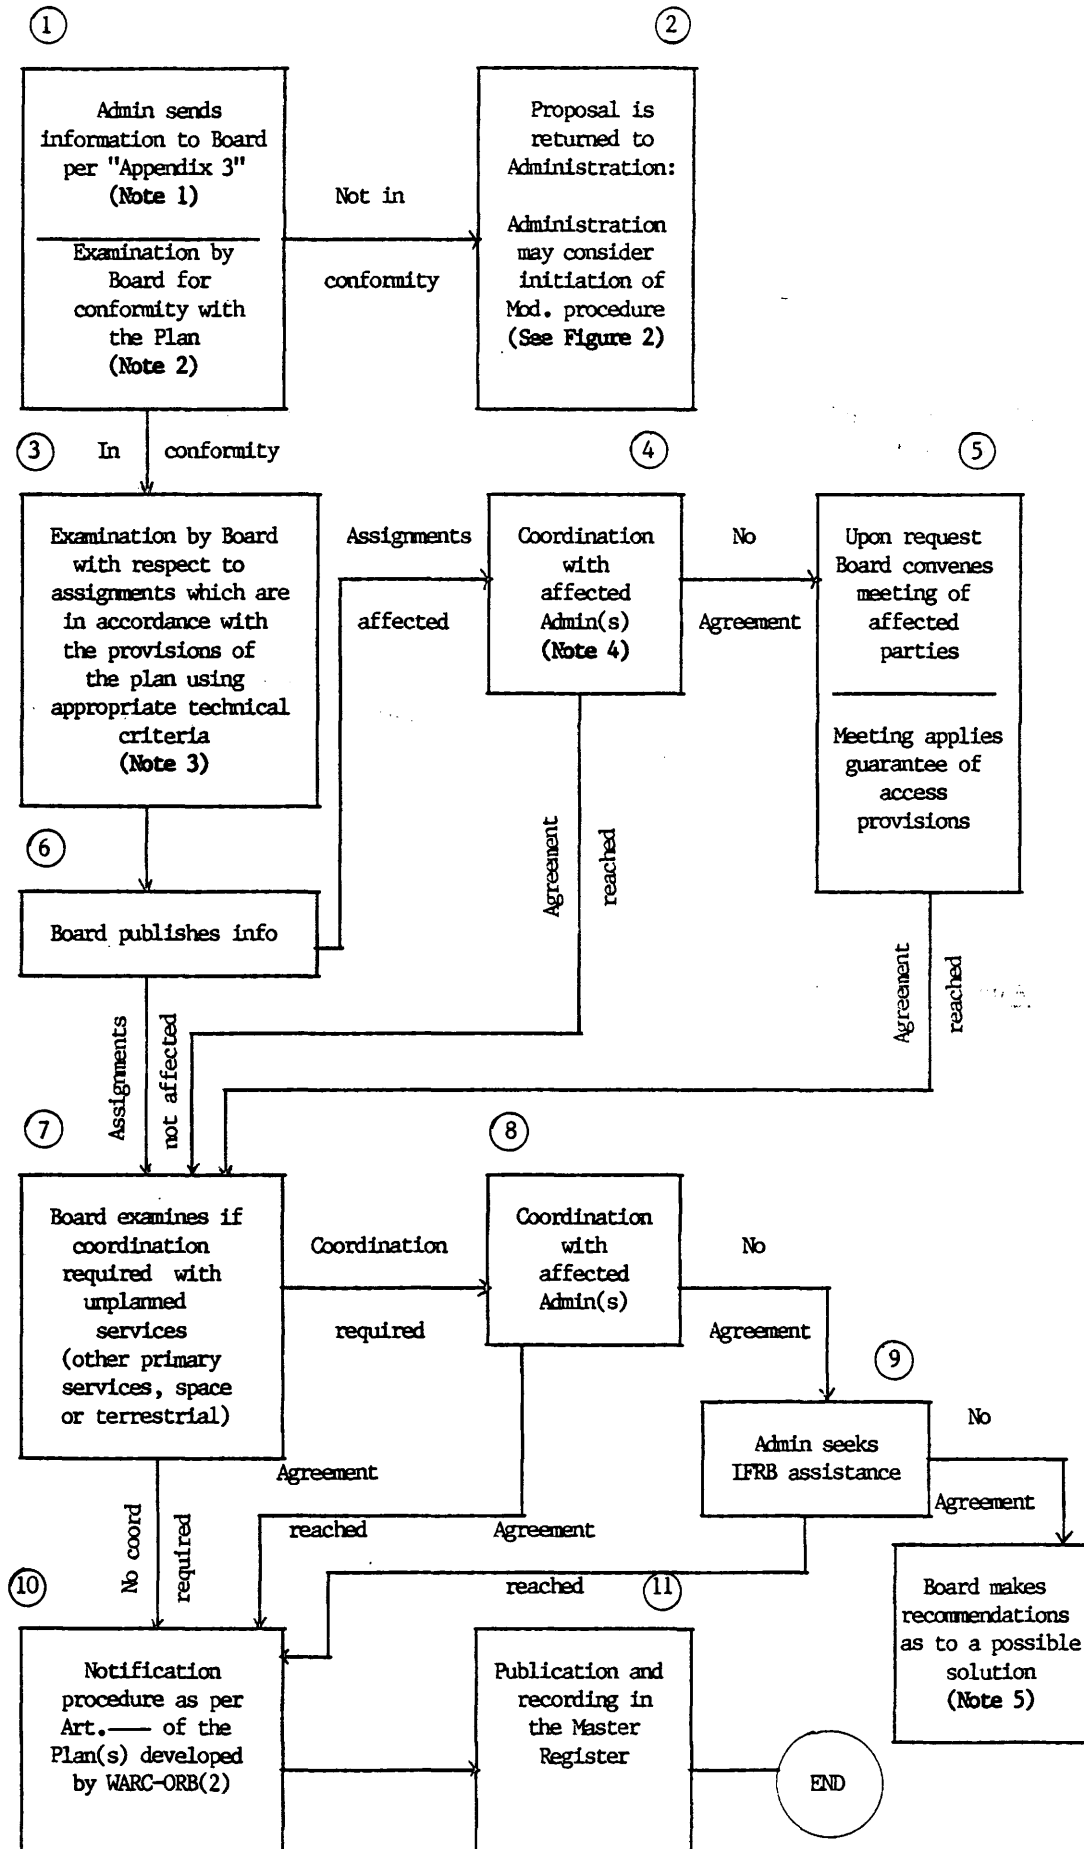 1
2
Admin sends
information to Board
per "Appendix 3"
(Note 1)
Examination by
Board for
conformity with
the Plan
(Note 2)
Not in
conformity
Proposal is
returned to
Administration:
Administration
may consider
initiation of
Mod. procedure
(See Figure 2)
3
In conformity
4
5
Examination by Board
with respect to
assignments which are
in accordance with
the provisions of
the plan using
appropriate technical
criteria
(Note 3)
Assignments
affected
Coordination
with
affected
Admin(s)
(Note 4)
No
Agreement
Upon request
Board convenes
meeting of
affected
parties
Meeting applies
guarantee of
access
provisions
6
Board publishes info
Agreement
reached
Agreement
reached
Assignments
not affected
7
8
Board examines if
coordination
required with
unplanned
services
(other primary
services, space
or terrestrial)
Coordination
required
Coordination
with
affected
Admin(s)
No
Agreement
9
Admin seeks
IFRB assistance
No
Agreement
Agreement
reached
Agreement
reached
No coord
required
10
11
Board makes
recommendations
as to a possible
solution
(Note 5)
Notification
procedure as per
Art.— of the
Plan(s) developed
by WARC-ORB(2)
Publication and
recording in
the Master
Register
END